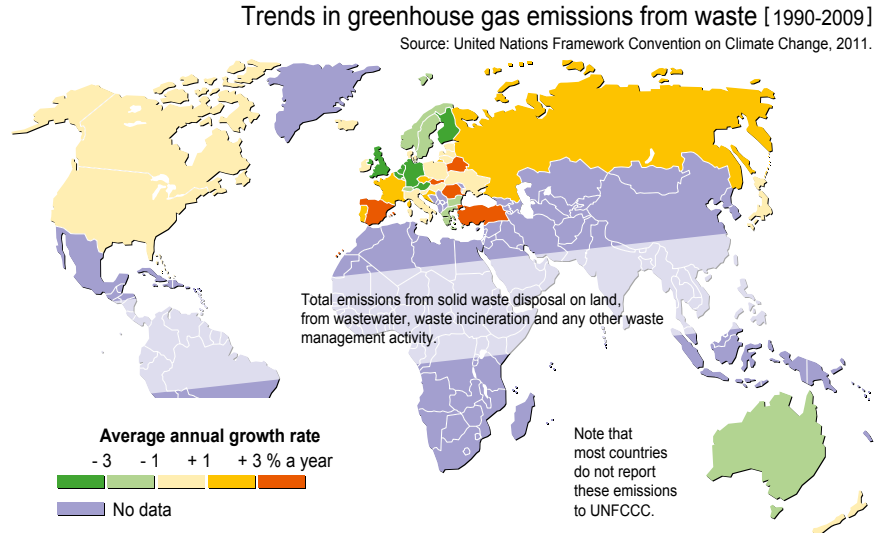 Trends in greenhouse gas emissions from waste [1990-2009]
Source: United Nations Framework Convention on Climate Change, 2011.
Total emissions from solid waste disposal on land,
from wastewater, waste incineration and any other waste
management activity.
Average annual growth rate
- 3 - 1 + 1 + 3 % a year
No data
Note that
most countries
do not report
these emissions
to UNFCCC.